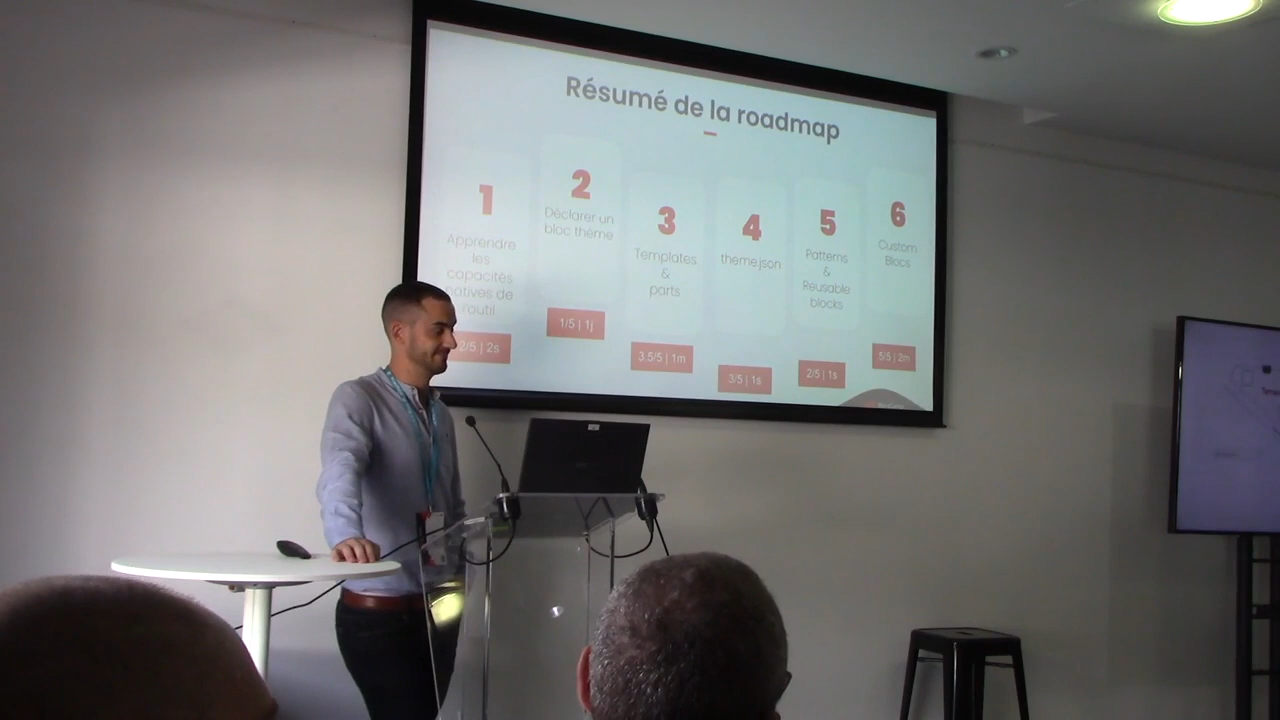 Résumé de la roadmap
1
Apprendre
les
capacités
natives de
l'outil
2/5 | 2s
2
Déclarer un
bloc thème
1/5 | 1j
3
Templates
&
parts
3.5/5 | 1m
4
theme.json
3/5 | 1s
5
Patterns
&
Reusable
blocks
2/5 | 1s
6
Custom
Blocs
5/5 | 2m